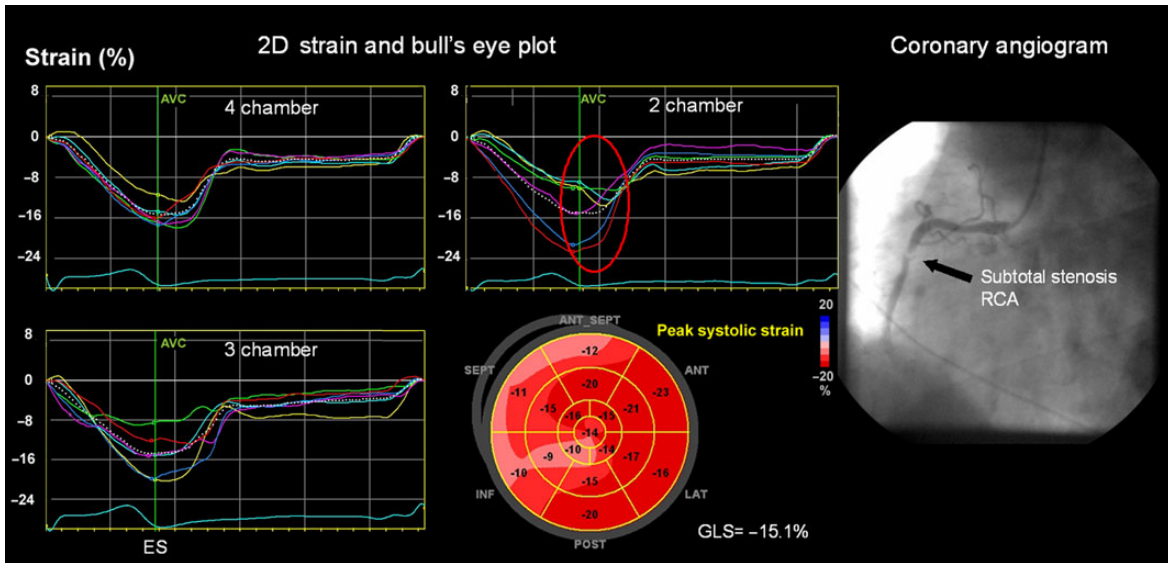 2D strain and bull's eye plot
Coronary angiogram
Strain (%)
8
0
−8
−16
−24
AVC
4 chamber
8
0
−8
−16
−24
AVC
2 chamber
Subtotal stenosis
RCA
8
0
−8
−16
−24
AVC
3 chamber
ES
ANT_SEPT
SEPT
ANT
INF
LAT
POST
-12
-11
-23
-20
-15
-21
-16
-15
-14
-10
-14
-9
-17
-10
-16
-15
-20
Peak systolic strain
20
−20
%
GLS= −15.1%